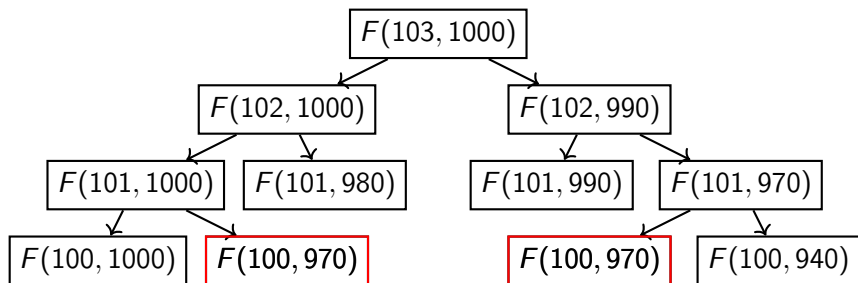 F(103, 1000)
F(102, 1000) F(102, 990)
F(101, 1000) F(101, 980) F(101, 990) F(101, 970)
F(100, 1000) F(100, 970) F(100, 970) F(100, 940)